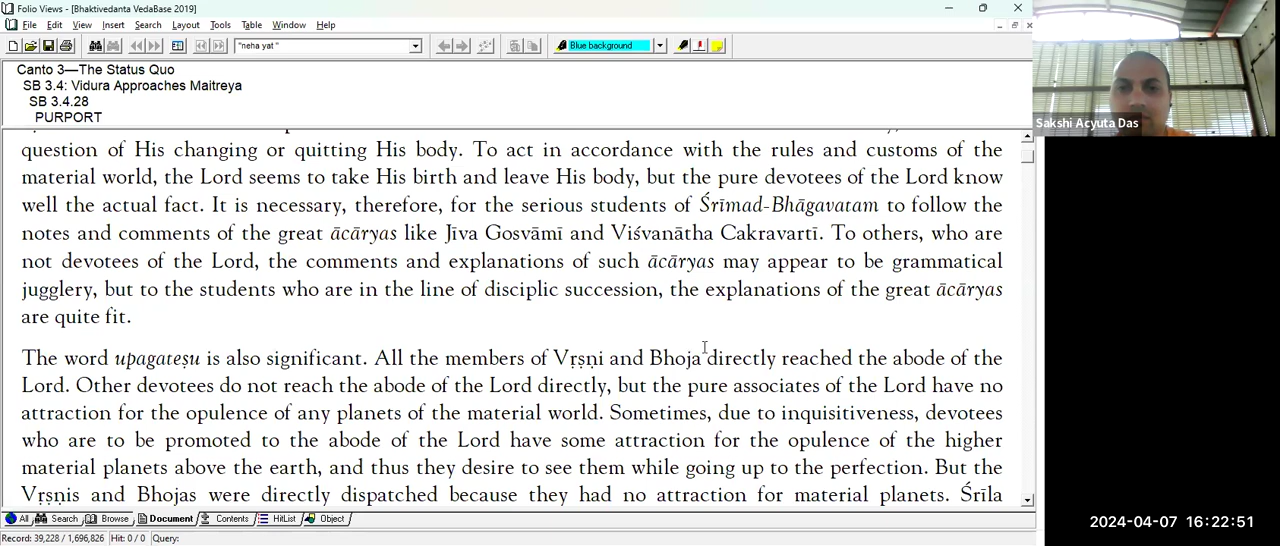 Folio Views - [Bhaktivedanta VedaBase 2019]
File Edit View Insert Search Layout Tools Table Window Help
"neha yat" Blue background
Canto 3—The Status Quo
SB 3.4: Vidura Approaches Maitreya
SB 3.4.28
PURPORT
question of His changing or quitting His body. To act in accordance with the rules and customs of the
material world, the Lord seems to take His birth and leave His body, but the pure devotees of the Lord know
well the actual fact. It is necessary, therefore, for the serious students of Śrīmad-Bhāgavatam to follow the
notes and comments of the great ācāryas like Jīva Gosvāmī and Viśvanātha Cakravartī. To others, who are
not devotees of the Lord, the comments and explanations of such ācāryas may appear to be grammatical
jugglery, but to the students who are in the line of disciplic succession, the explanations of the great ācāryas
are quite fit.
The word upagateṣu is also significant. All the members of Vṛṣṇi and Bhoja directly reached the abode of the
Lord. Other devotees do not reach the abode of the Lord directly, but the pure associates of the Lord have no
attraction for the opulence of any planets of the material world. Sometimes, due to inquisitiveness, devotees
who are to be promoted to the abode of the Lord have some attraction for the opulence of the higher
material planets above the earth, and thus they desire to see them while going up to the perfection. But the
Vṛṣṇis and Bhojas were directly dispatched because they had no attraction for material planets. Śrīla
All Search Browse Document Contents HitList Object
Record: 39,228 / 1,696,826 Hit: 0 / 0 Query:
Sakshi Acyuta Das
2024-04-07 16:22:51